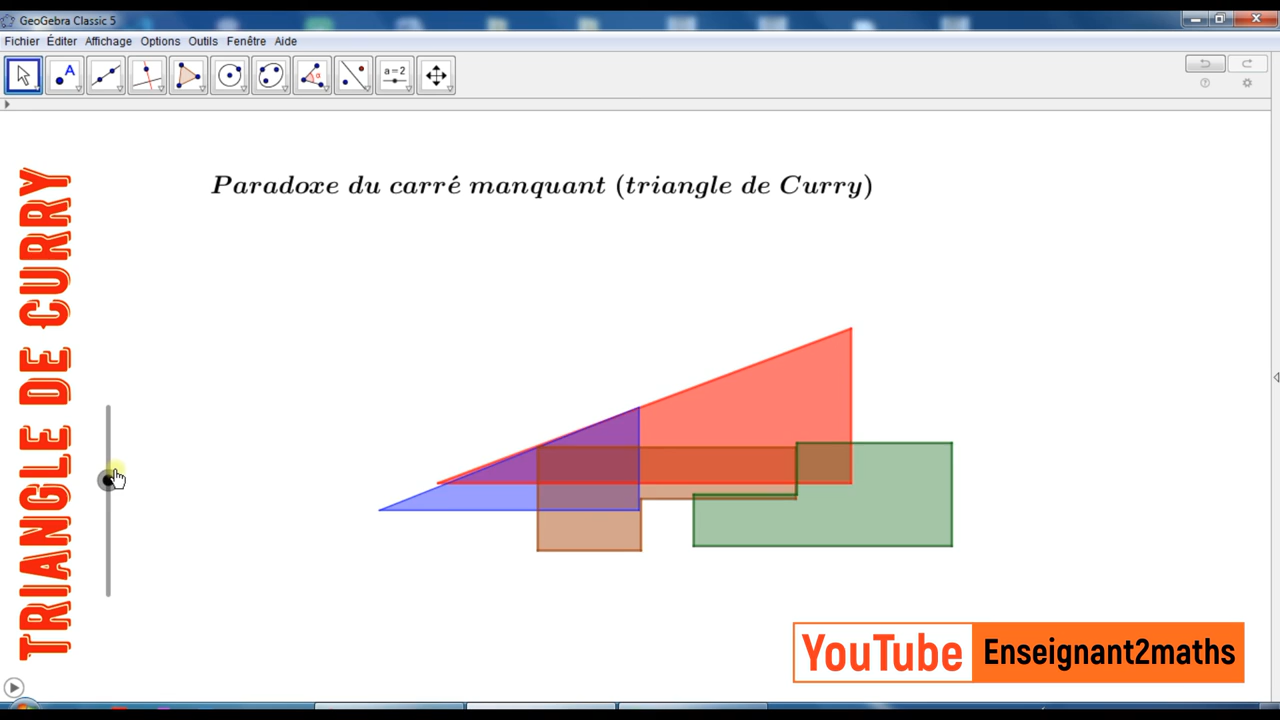 GeoGebra Classic 5
Fichier Éditer Affichage Options Outils Fenêtre Aide
A
α
a=2
Paradoxe du carré manquant (triangle de Curry)
TRIANGLE DE CURRY
YouTube Enseignant2maths